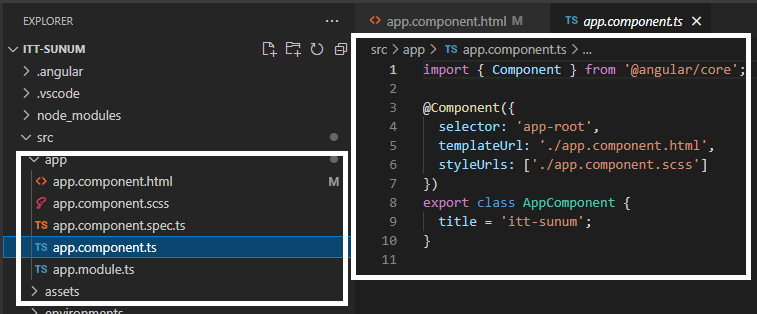 EXPLORER
ITT-SUNUM
.angular
.vscode
node_modules
src
app
app.component.html M
app.component.scss
TS app.component.spec.ts
TS app.component.ts
TS app.module.ts
assets
environments
app.component.html M TS app.component.ts
src > app > TS app.component.ts > ...
1 import { Component } from '@angular/core';
2
3 @Component({
4 selector: 'app-root',
5 templateUrl: './app.component.html',
6 styleUrls: ['./app.component.scss']
7 })
8 export class AppComponent {
9 title = 'itt-sunum';
10 }
11